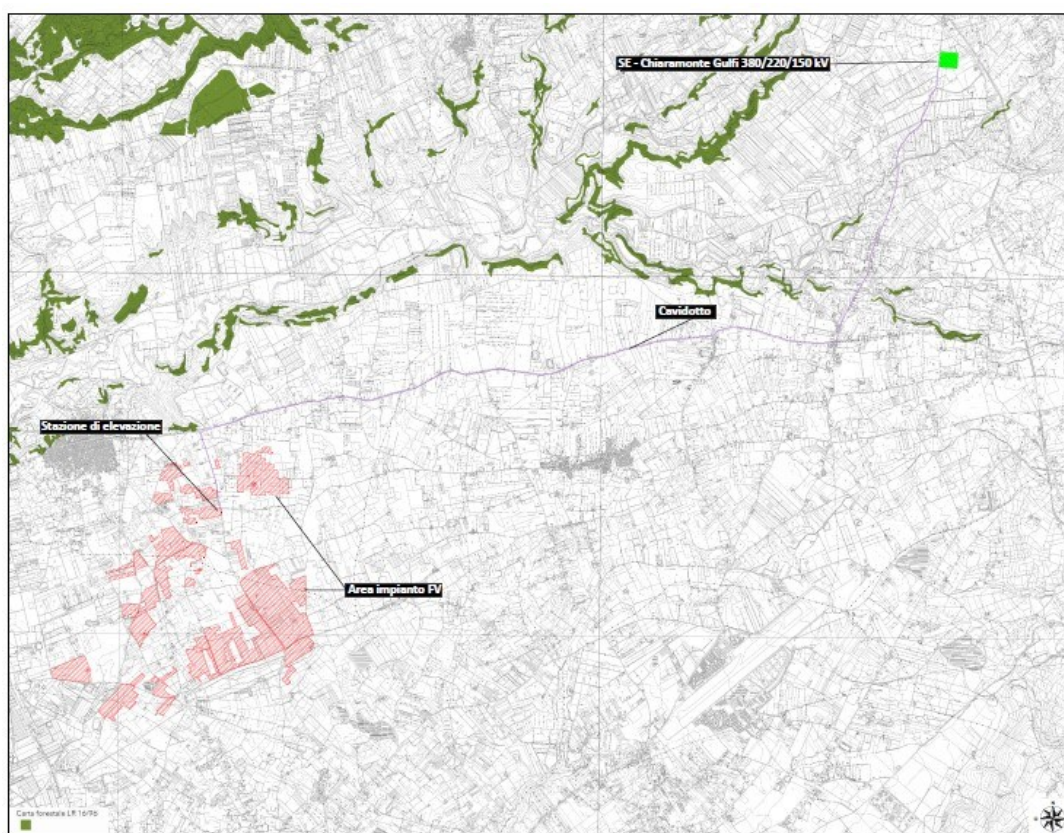 SE - Chiaramonte Gulfi 380/220/150 kV
Cavidotto
Stazione di elevazione
Area impianto FV
Carta forestale LR 16/96